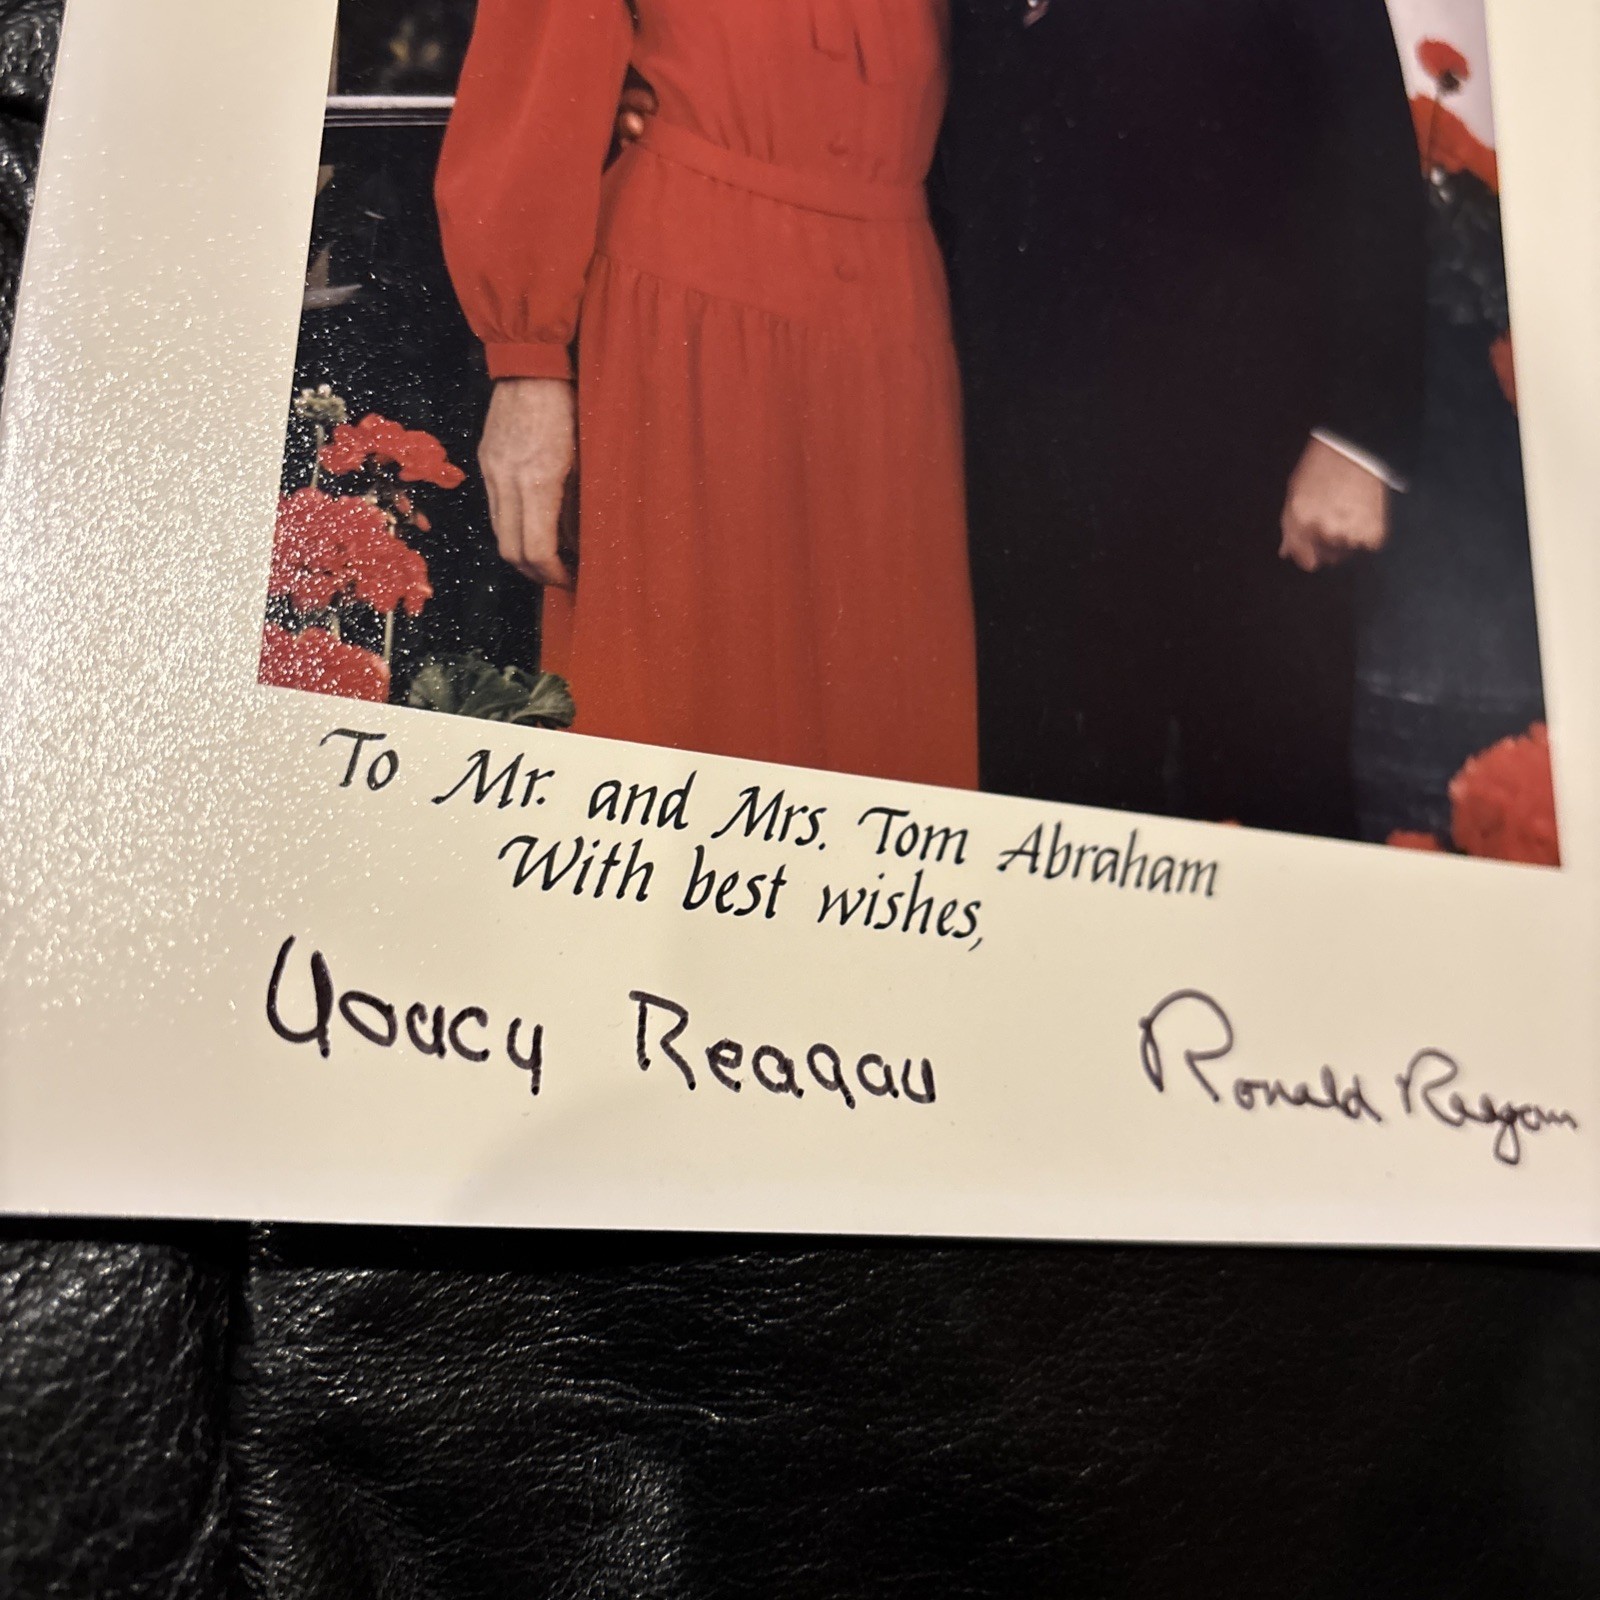 To Mr. and Mrs. Tom Abraham
With best wishes,
Nancy Reagan Ronald Reagan